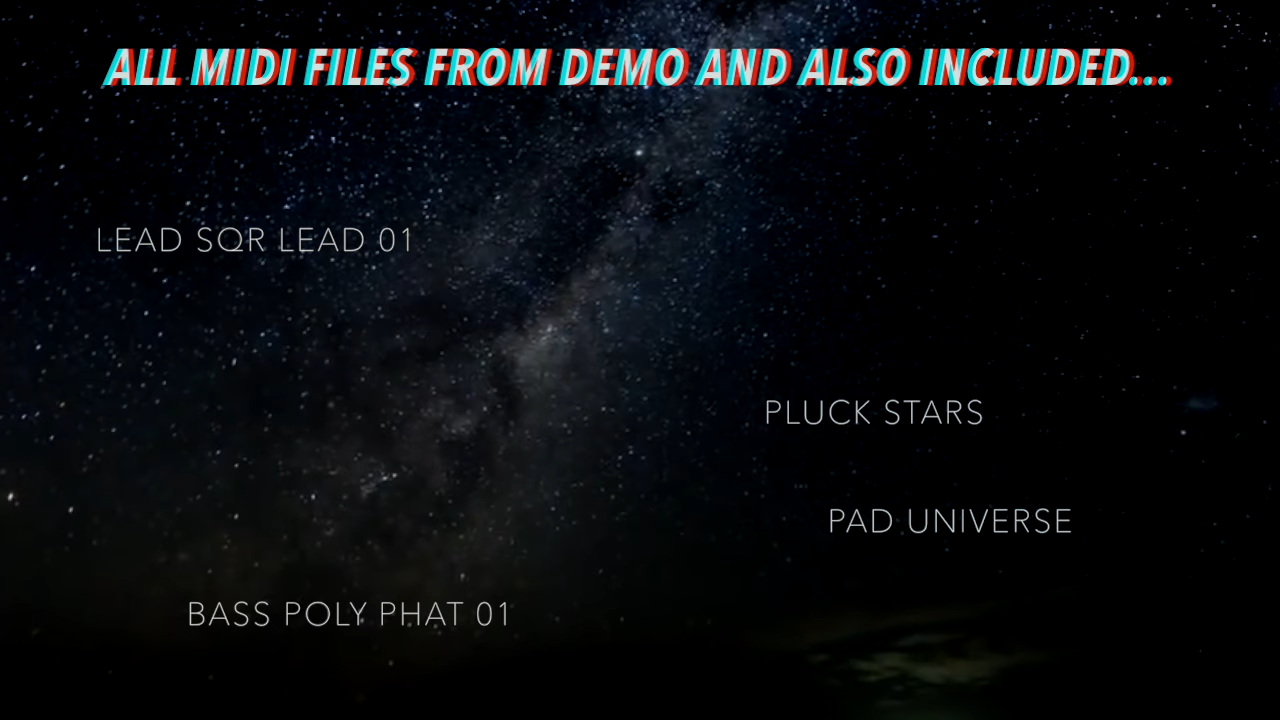 ALL MIDI FILES FROM DEMO AND ALSO INCLUDED...
LEAD SQR LEAD 01
PLUCK STARS
PAD UNIVERSE
BASS POLY PHAT 01